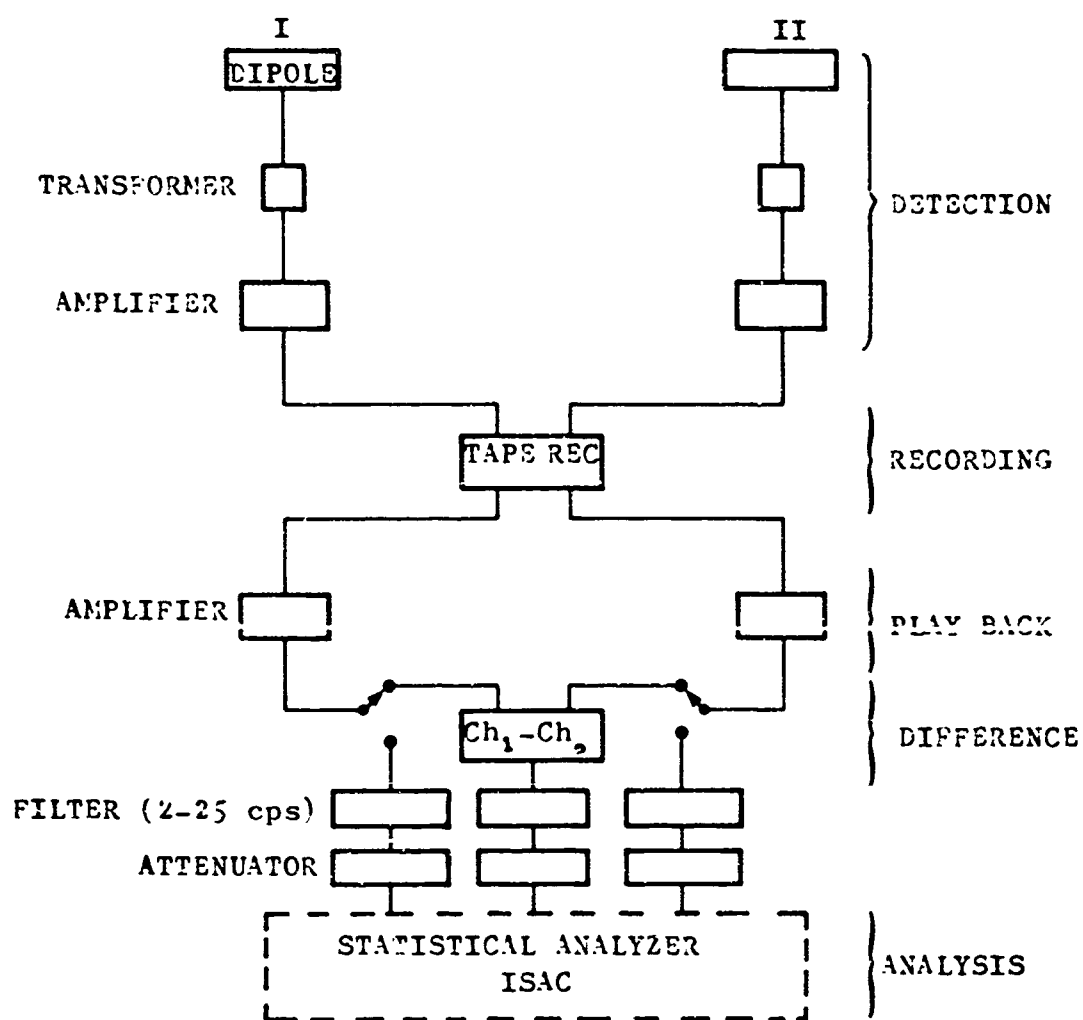 I
II
DIPOLE
TRANSFORMER
DETECTION
AMPLIFIER
TAPE REC
RECORDING
AMPLIFIER
PLAY BACK
Ch₁-Ch₂
DIFFERENCE
FILTER (2-25 cps)
ATTENUATOR
STATISTICAL ANALYZER
ISAC
ANALYSIS